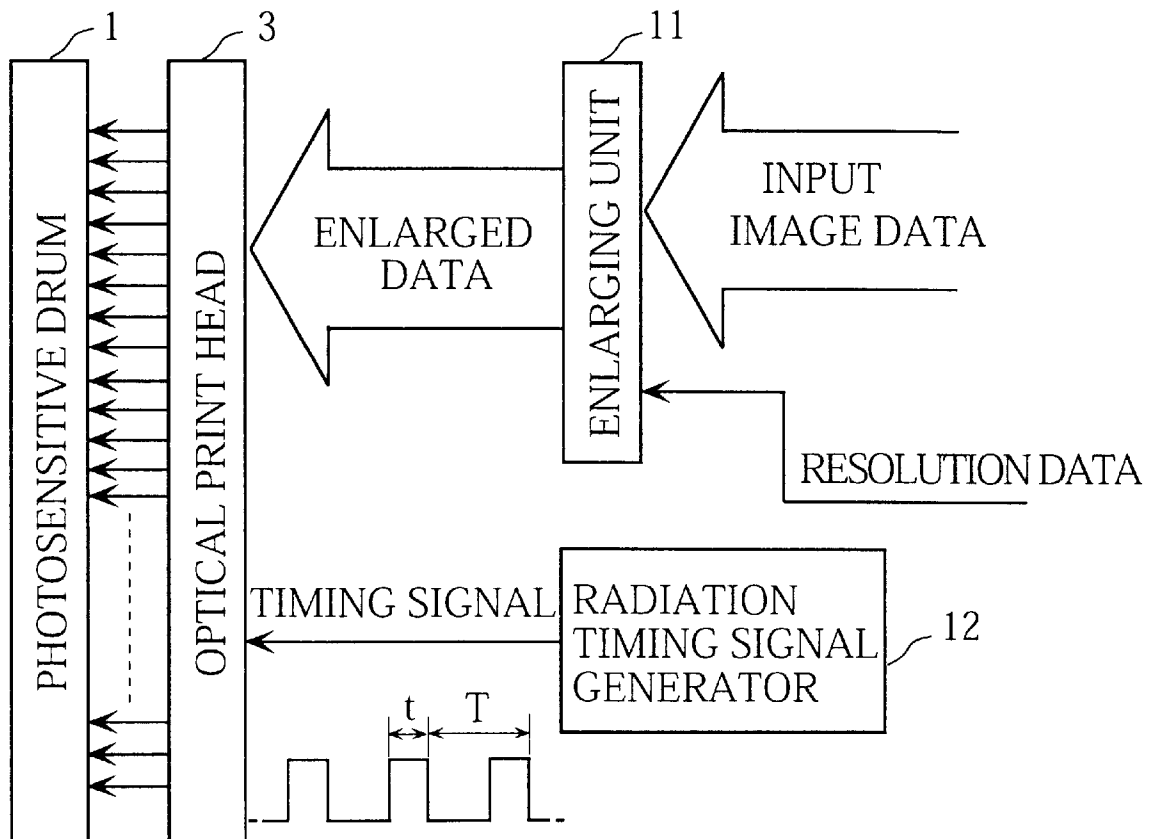 1
3
11
PHOTOSENSITIVE DRUM
OPTICAL PRINT HEAD
ENLARGED
DATA
ENLARGING UNIT
INPUT
IMAGE DATA
RESOLUTION DATA
TIMING SIGNAL
RADIATION
TIMING SIGNAL
GENERATOR
12
t
T